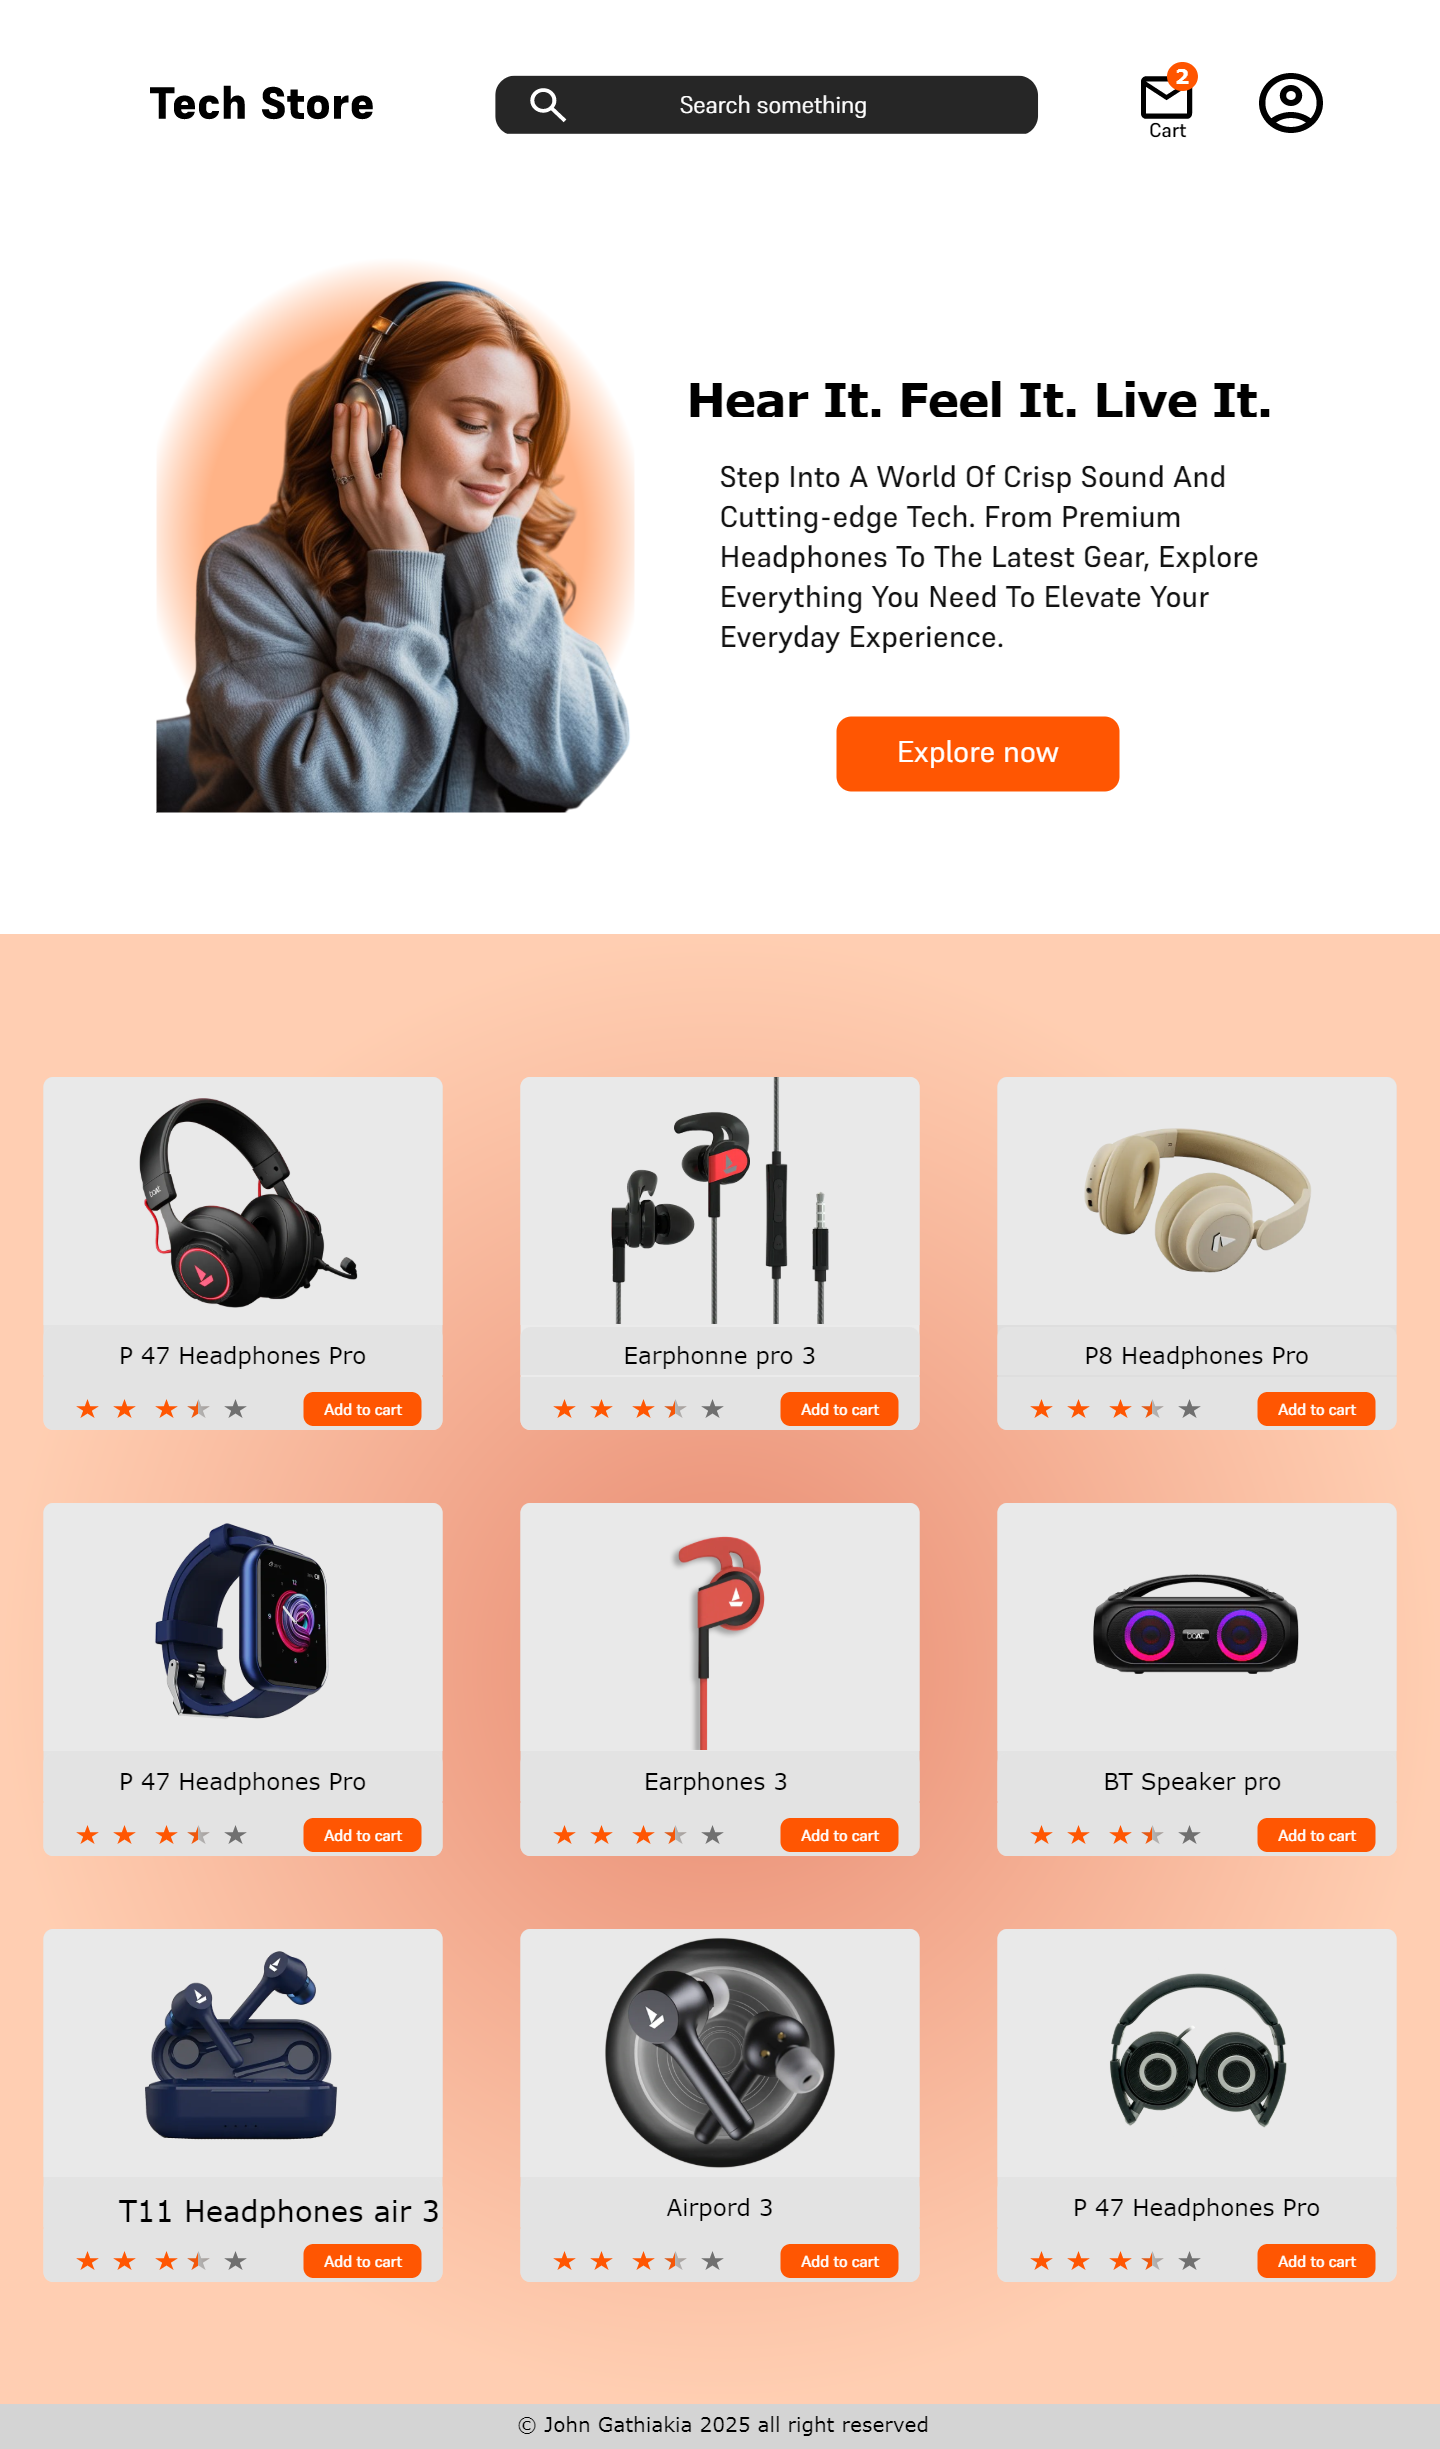 Tech Store
Search something
2
Cart
Hear It. Feel It. Live It.
Step Into A World Of Crisp Sound And
Cutting-edge Tech. From Premium
Headphones To The Latest Gear, Explore
Everything You Need To Elevate Your
Everyday Experience.
Explore now
P 47 Headphones Pro
Add to cart
Earphonne pro 3
Add to cart
P8 Headphones Pro
Add to cart
P 47 Headphones Pro
Add to cart
Earphones 3
Add to cart
BT Speaker pro
Add to cart
T11 Headphones air 3
Add to cart
Airpord 3
Add to cart
P 47 Headphones Pro
Add to cart
© John Gathiakia 2025 all right reserved